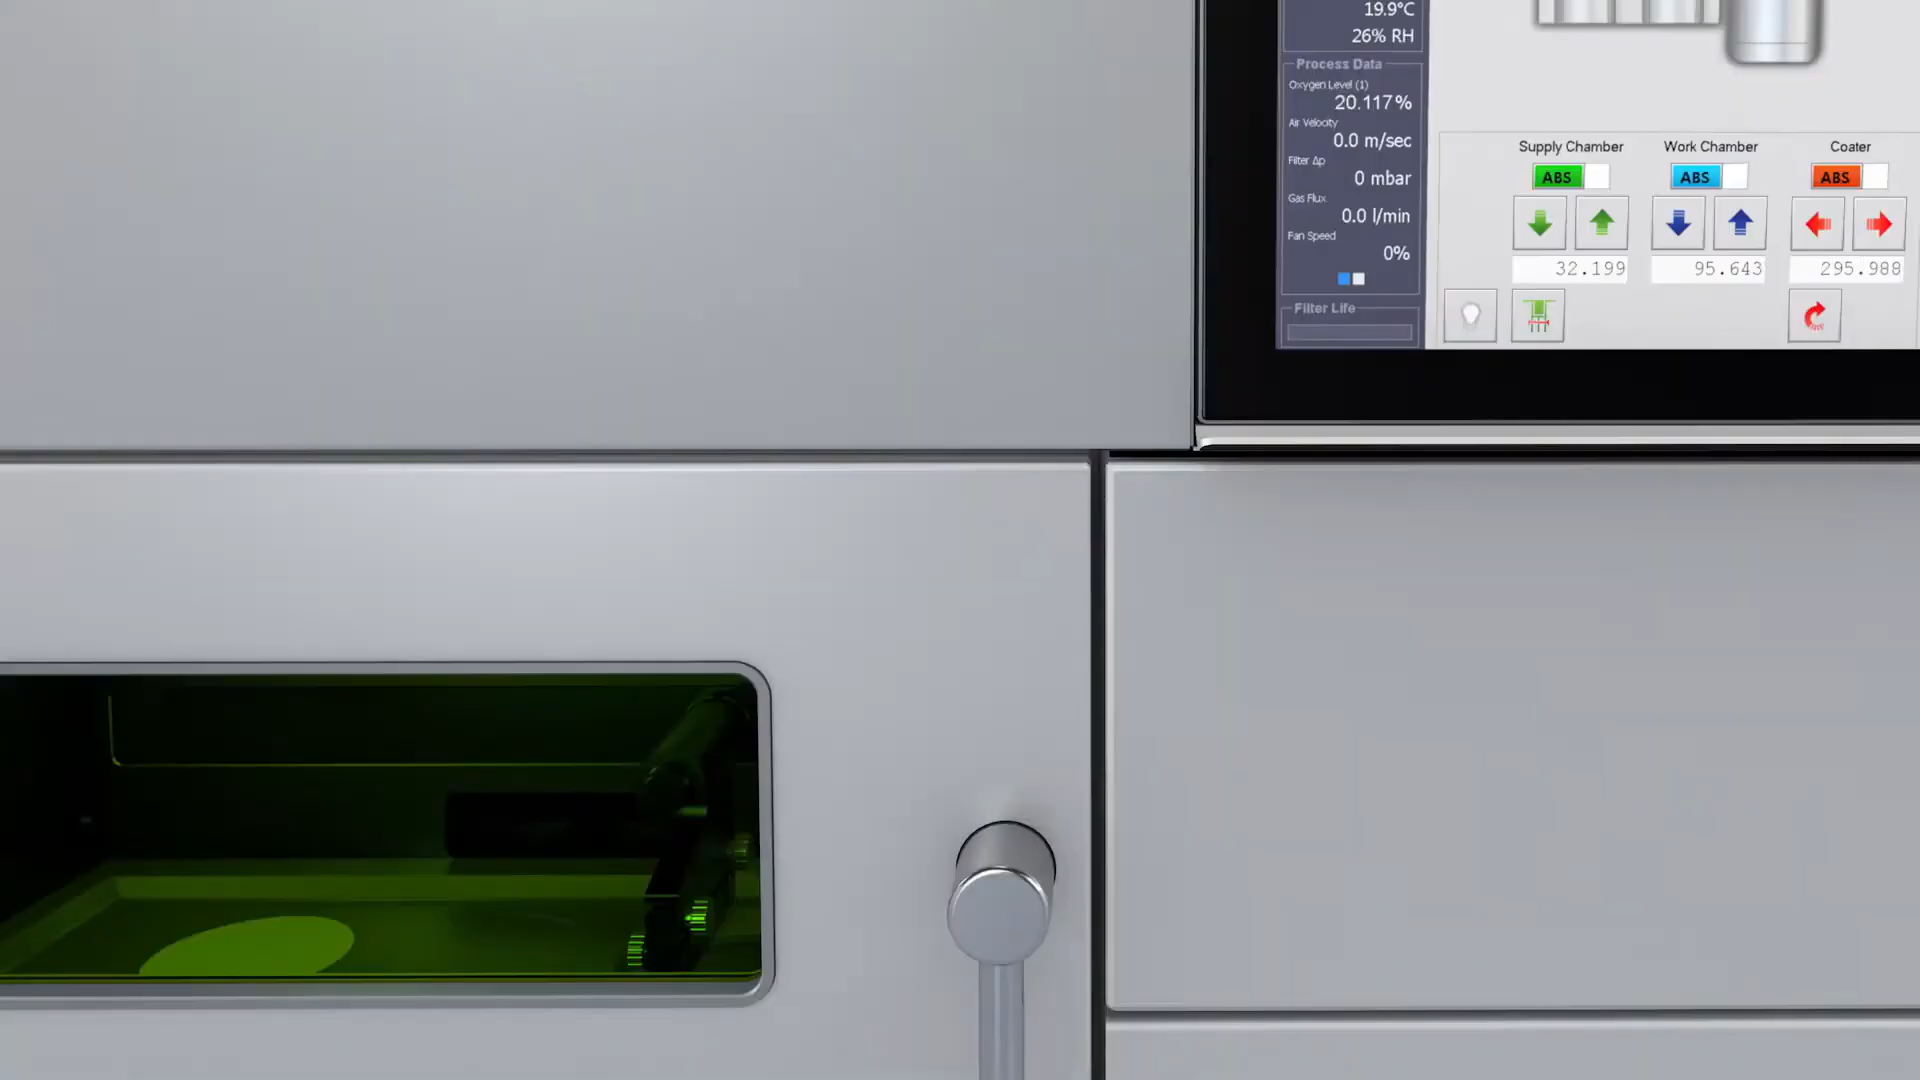 19.9°C
26% RH
Process Data
Oxygen Level (1)
20.117%
Air Velocity
0.0 m/sec
Filter Δp
0 mbar
Gas Flux
0.0 l/min
Fan Speed
0%
Filter Life
Supply Chamber
Work Chamber
Coater
ABS
ABS
ABS
32.199
95.643
295.988